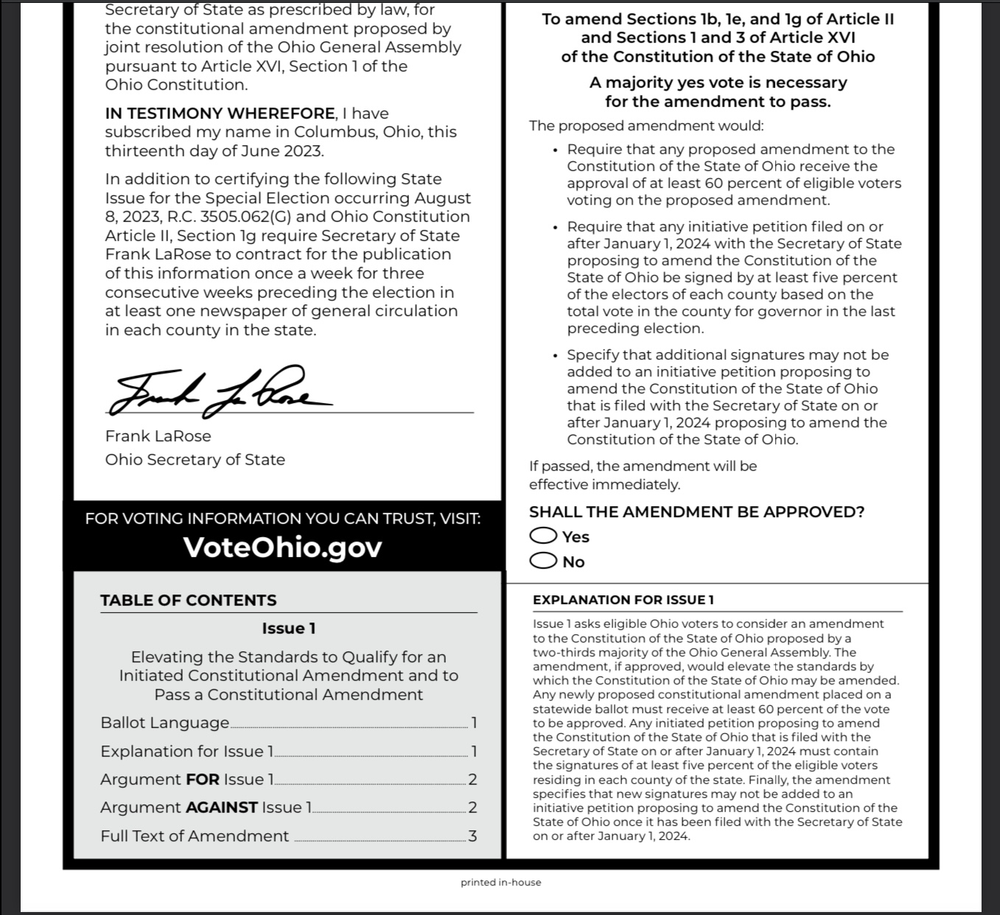 Secretary of State as prescribed by law, for
the constitutional amendment proposed by
joint resolution of the Ohio General Assembly
pursuant to Article XVI, Section 1 of the
Ohio Constitution.
IN TESTIMONY WHEREFORE, I have
subscribed my name in Columbus, Ohio, this
thirteenth day of June 2023.
In addition to certifying the following State
Issue for the Special Election occurring August
8, 2023, R.C. 3505.062(G) and Ohio Constitution
Article II, Section 1g require Secretary of State
Frank LaRose to contract for the publication
of this information once a week for three
consecutive weeks preceding the election in
at least one newspaper of general circulation
in each county in the state.
Frank LaRose
Frank LaRose
Ohio Secretary of State
FOR VOTING INFORMATION YOU CAN TRUST, VISIT:
VoteOhio.gov
TABLE OF CONTENTS
Issue 1
Elevating the Standards to Qualify for an
Initiated Constitutional Amendment and to
Pass a Constitutional Amendment
Ballot Language 1
Explanation for Issue 1 1
Argument FOR Issue 1 2
Argument AGAINST Issue 1 2
Full Text of Amendment 3
To amend Sections 1b, 1e, and 1g of Article II
and Sections 1 and 3 of Article XVI
of the Constitution of the State of Ohio
A majority yes vote is necessary
for the amendment to pass.
The proposed amendment would:
• Require that any proposed amendment to the
Constitution of the State of Ohio receive the
approval of at least 60 percent of eligible voters
voting on the proposed amendment.
• Require that any initiative petition filed on or
after January 1, 2024 with the Secretary of State
proposing to amend the Constitution of the
State of Ohio be signed by at least five percent
of the electors of each county based on the
total vote in the county for governor in the last
preceding election.
• Specify that additional signatures may not be
added to an initiative petition proposing to
amend the Constitution of the State of Ohio
that is filed with the Secretary of State on or
after January 1, 2024 proposing to amend the
Constitution of the State of Ohio.
If passed, the amendment will be
effective immediately.
SHALL THE AMENDMENT BE APPROVED?
Yes
No
EXPLANATION FOR ISSUE 1
Issue 1 asks eligible Ohio voters to consider an amendment
to the Constitution of the State of Ohio proposed by a
two-thirds majority of the Ohio General Assembly. The
amendment, if approved, would elevate the standards by
which the Constitution of the State of Ohio may be amended.
Any newly proposed constitutional amendment placed on a
statewide ballot must receive at least 60 percent of the vote
to be approved. Any initiated petition proposing to amend
the Constitution of the State of Ohio that is filed with the
Secretary of State on or after January 1, 2024 must contain
the signatures of at least five percent of the eligible voters
residing in each county of the state. Finally, the amendment
specifies that new signatures may not be added to an
initiative petition proposing to amend the Constitution of the
State of Ohio once it has been filed with the Secretary of State
on or after January 1, 2024.
printed in-house